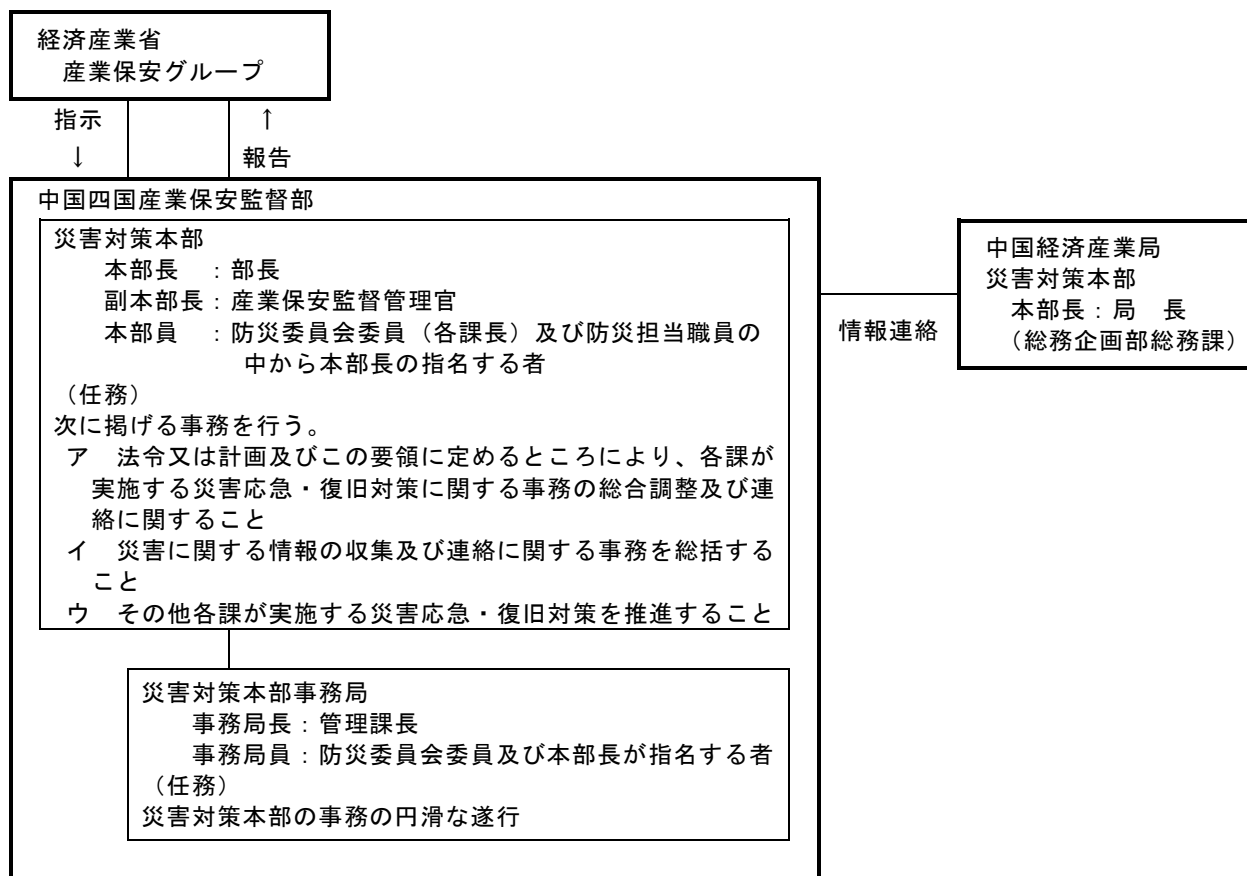 経済産業省
産業保安グループ
指示
↓
↑
報告
中国四国産業保安監督部
災害対策本部
本部長 ：部長
副本部長：産業保安監督管理官
本部員 ：防災委員会委員（各課長）及び防災担当職員の
中から本部長の指名する者
（任務）
次に掲げる事務を行う。
ア 法令又は計画及びこの要領に定めるところにより、各課が
実施する災害応急・復旧対策に関する事務の総合調整及び連
絡に関すること
イ 災害に関する情報の収集及び連絡に関する事務を総括する
こと
ウ その他各課が実施する災害応急・復旧対策を推進すること
情報連絡
中国経済産業局
災害対策本部
本部長：局 長
（総務企画部総務課）
災害対策本部事務局
事務局長：管理課長
事務局員：防災委員会委員及び本部長が指名する者
（任務）
災害対策本部の事務の円滑な遂行